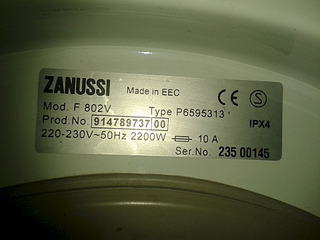 ZANUSSI Made in EEC
Mod. F 802V Type P6595313
Prod.No. 914789737 00 IPX4
220-230V~50Hz 2200W 10 A
Ser.No. 235 00145